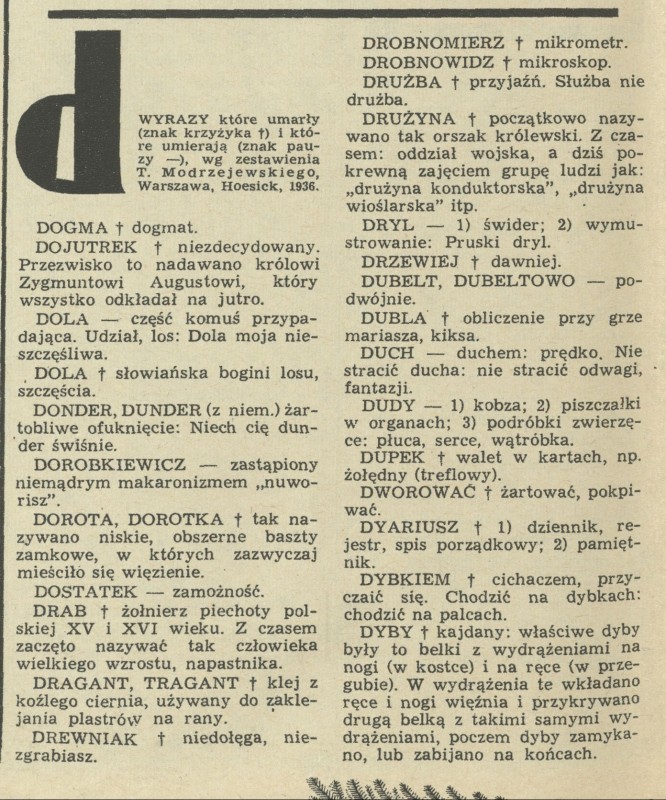 d
WYRAZY które umarły
(znak krzyżyka †) i któ-
re umierają (znak pau-
zy —), wg zestawienia
T. Modrzejewskiego,
Warszawa, Hoesick, 1936.
DOGMA † dogmat.
DOJUTREK † niezdecydowany.
Przezwisko to nadawano królowi
Zygmuntowi Augustowi, który
wszystko odkładał na jutro.
DOLA — część komuś przypa-
dająca. Udział, los: Dola moja nie-
szczęśliwa.
DOLA † słowiańska bogini losu,
szczęścia.
DONDER, DUNDER (z niem.) żar-
tobliwe ofuknięcie: Niech cię dun-
der świśnie.
DOROBKIEWICZ — zastąpiony
niemądrym makaronizmem „nuwo-
risz".
DOROTA, DOROTKA † tak na-
zywano niskie, obszerne baszty
zamkowe, w których zazwyczaj
mieściło się więzienie.
DOSTATEK — zamożność.
DRAB † żołnierz piechoty pol-
skiej XV i XVI wieku. Z czasem
zaczęto nazywać tak człowieka
wielkiego wzrostu, napastnika.
DRAGANT, TRAGANT † klej z
koźlego ciernia, używany do zakle-
jania plastrów na rany.
DREWNIAK † niedołęga, nie-
zgrabiasz.
DROBNOMIERZ † mikrometr.
DROBNOWIDZ † mikroskop.
DRUŻBA † przyjaźń. Służba nie
drużba.
DRUŻYNA † początkowo nazy-
wano tak orszak królewski. Z cza-
sem: oddział wojska, a dziś po-
krewną zajęciem grupę ludzi jak:
„drużyna konduktorska", „drużyna
wioślarska" itp.
DRYL — 1) świder; 2) wymu-
strowanie: Pruski dryl.
DRZEWIEJ † dawniej.
DUBELT, DUBELTOWO — po-
dwójnie.
DUBLA † obliczenie przy grze
mariasza, kiksa.
DUCH — duchem: prędko. Nie
stracić ducha: nie stracić odwagi,
fantazji.
DUDY — 1) kobza; 2) piszczałki
w organach; 3) podróbki zwierzę-
ce: płuca, serce, wątróbka.
DUPEK † walet w kartach, np.
żołędny (treflowy).
DWOROWAĆ † żartować, pokpi-
wać.
DYARIUSZ † 1) dziennik, re-
jestr, spis porządkowy; 2) pamięt-
nik.
DYBKIEM † cichaczem, przy-
czaić się. Chodzić na dybkach:
chodzić na palcach.
DYBY † kajdany: właściwe dyby
były to belki z wydrążeniami na
nogi (w kostce) i na ręce (w prze-
gubie). W wydrążenia te wkładano
ręce i nogi więźnia i przykrywano
drugą belką z takimi samymi wy-
drążeniami, poczem dyby zamyka-
no, lub zabijano na końcach.